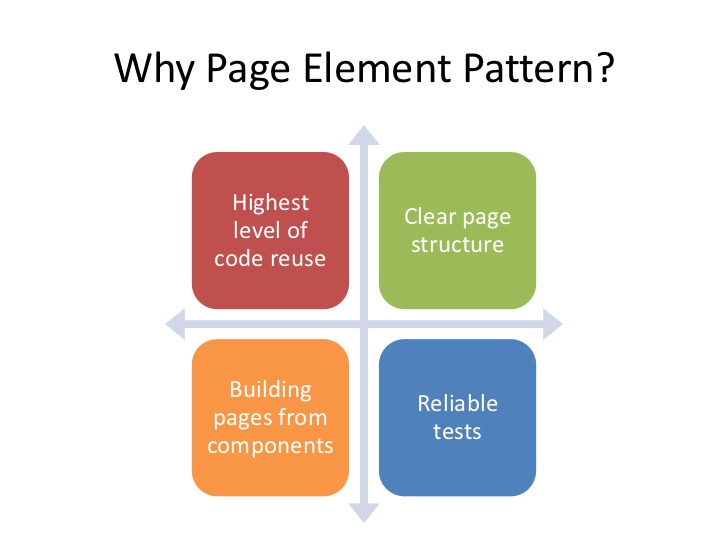 Why Page Element Pattern?
Highest
level of
code reuse
Clear page
structure
Building
pages from
components
Reliable
tests